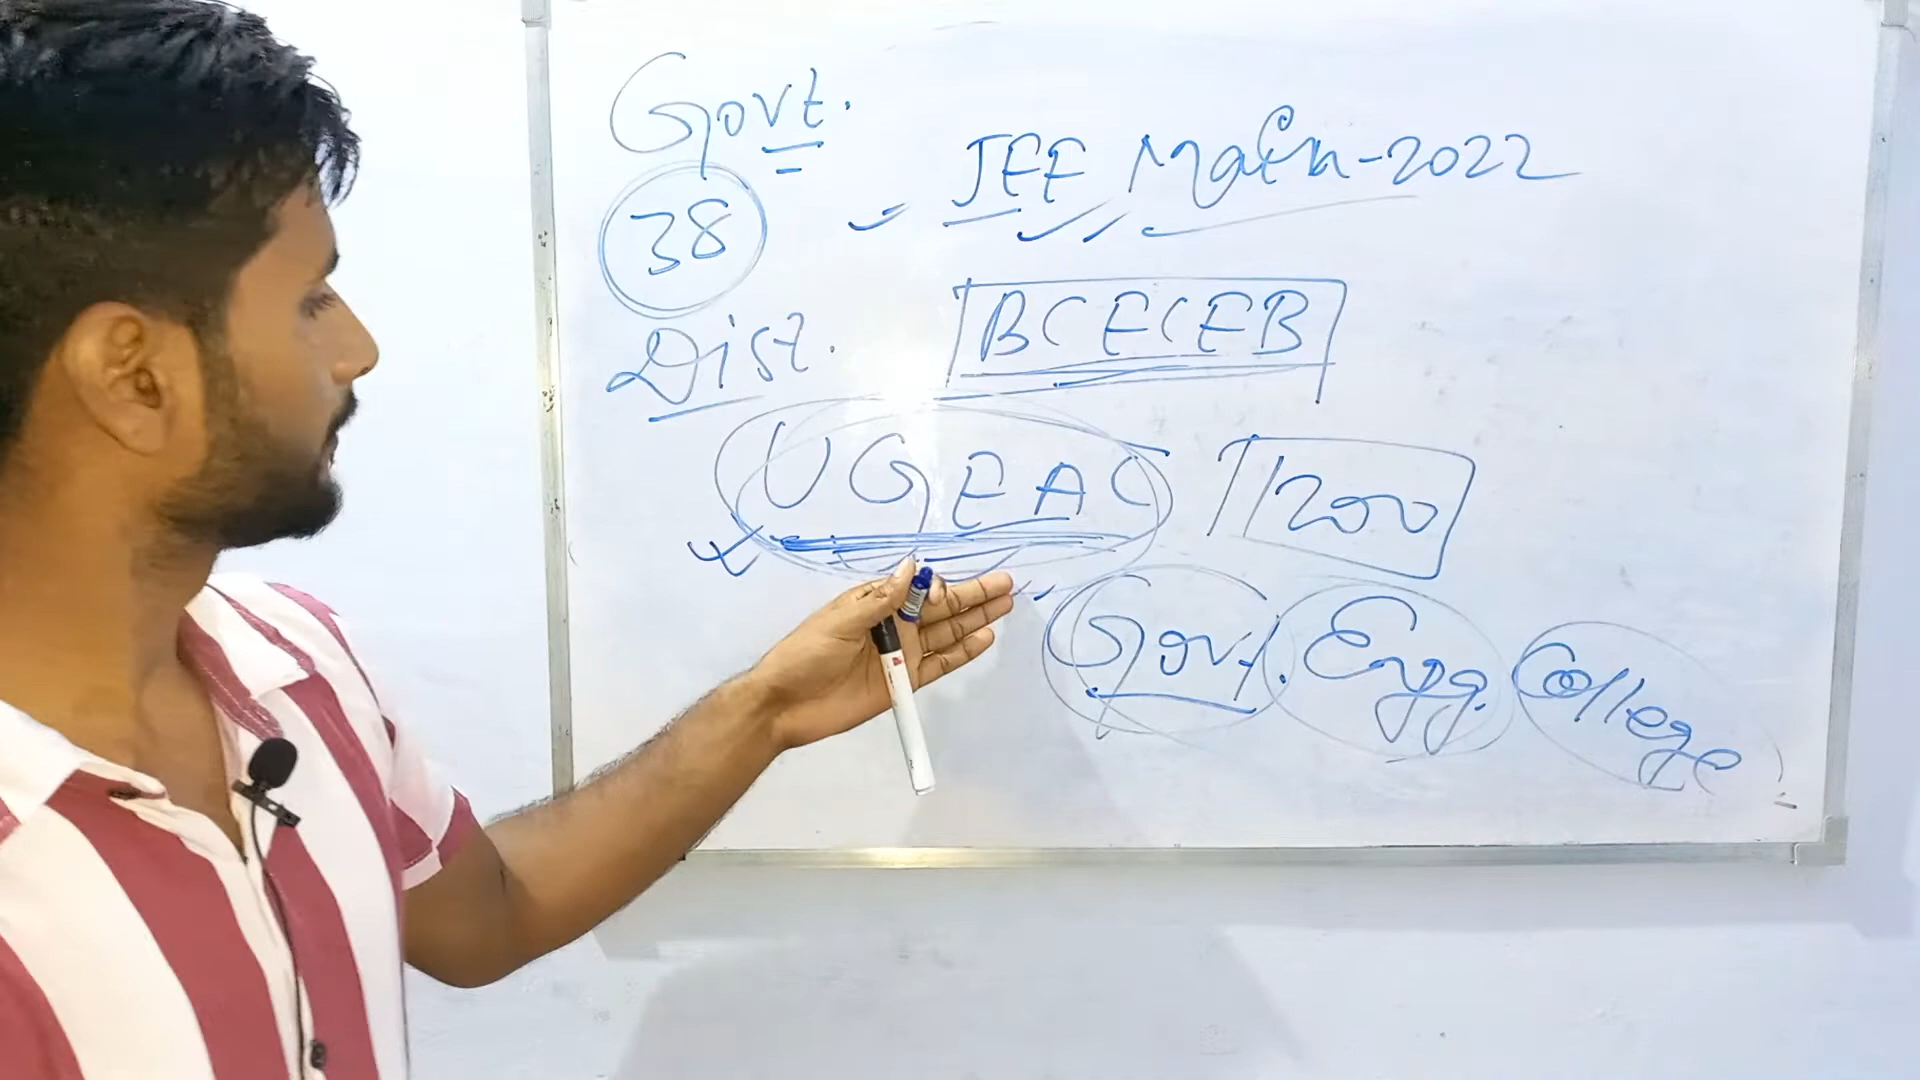 Govt.
JEE Main-2022
38
BCECEB
Dist.
UGEAC
1200
Govt. Engg. College